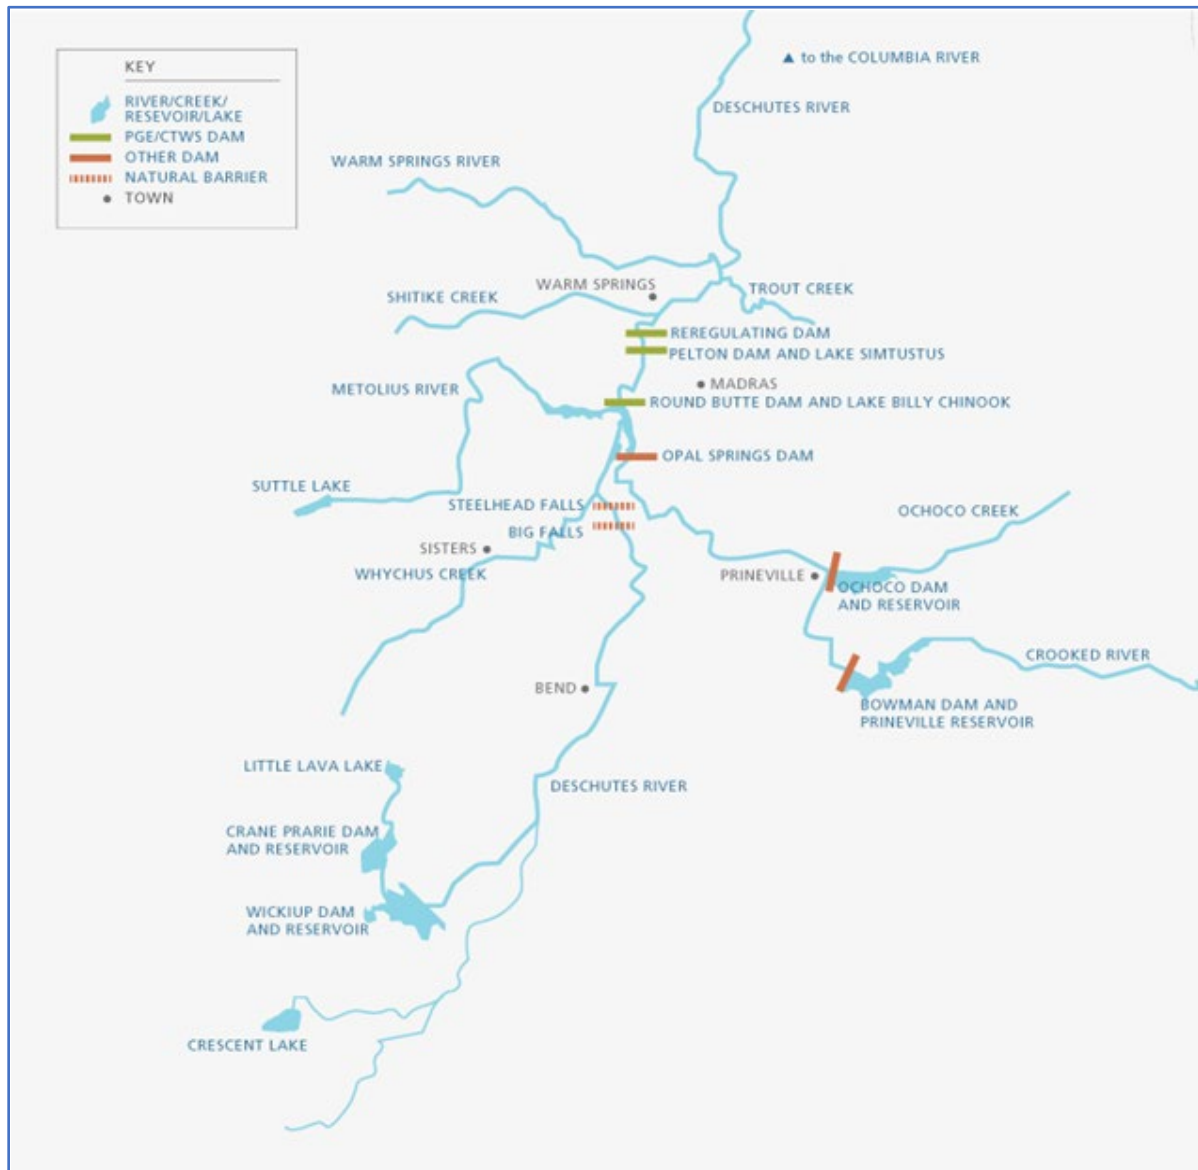 KEY
RIVER/CREEK/
RESEVOIR/LAKE
PGE/CTWS DAM
OTHER DAM
NATURAL BARRIER
TOWN
▲ to the COLUMBIA RIVER
DESCHUTES RIVER
WARM SPRINGS RIVER
WARM SPRINGS
TROUT CREEK
SHITIKE CREEK
REREGULATING DAM
PELTON DAM AND LAKE SIMTUSTUS
MADRAS
METOLIUS RIVER
ROUND BUTTE DAM AND LAKE BILLY CHINOOK
OPAL SPRINGS DAM
SUTTLE LAKE
STEELHEAD FALLS
OCHOCO CREEK
BIG FALLS
SISTERS
WHYCHUS CREEK
PRINEVILLE
OCHOCO DAM
AND RESERVOIR
CROOKED RIVER
BEND
BOWMAN DAM AND
PRINEVILLE RESERVOIR
LITTLE LAVA LAKE
DESCHUTES RIVER
CRANE PRARIE DAM
AND RESERVOIR
WICKIUP DAM
AND RESERVOIR
CRESCENT LAKE